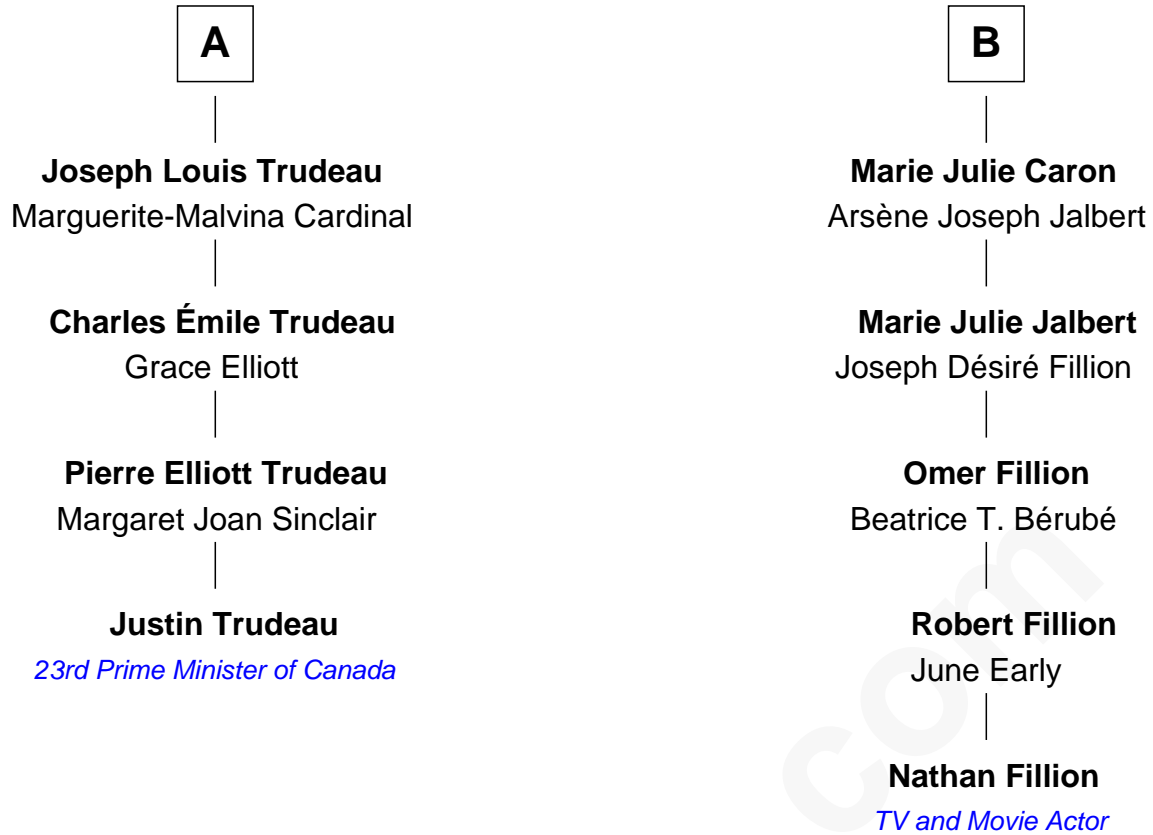 A
Joseph Louis Trudeau
Marguerite-Malvina Cardinal
Charles Émile Trudeau
Grace Elliott
Pierre Elliott Trudeau
Margaret Joan Sinclair
Justin Trudeau
23rd Prime Minister of Canada
B
Marie Julie Caron
Arsène Joseph Jalbert
Marie Julie Jalbert
Joseph Désiré Fillion
Omer Fillion
Beatrice T. Bérubé
Robert Fillion
June Early
Nathan Fillion
TV and Movie Actor
com